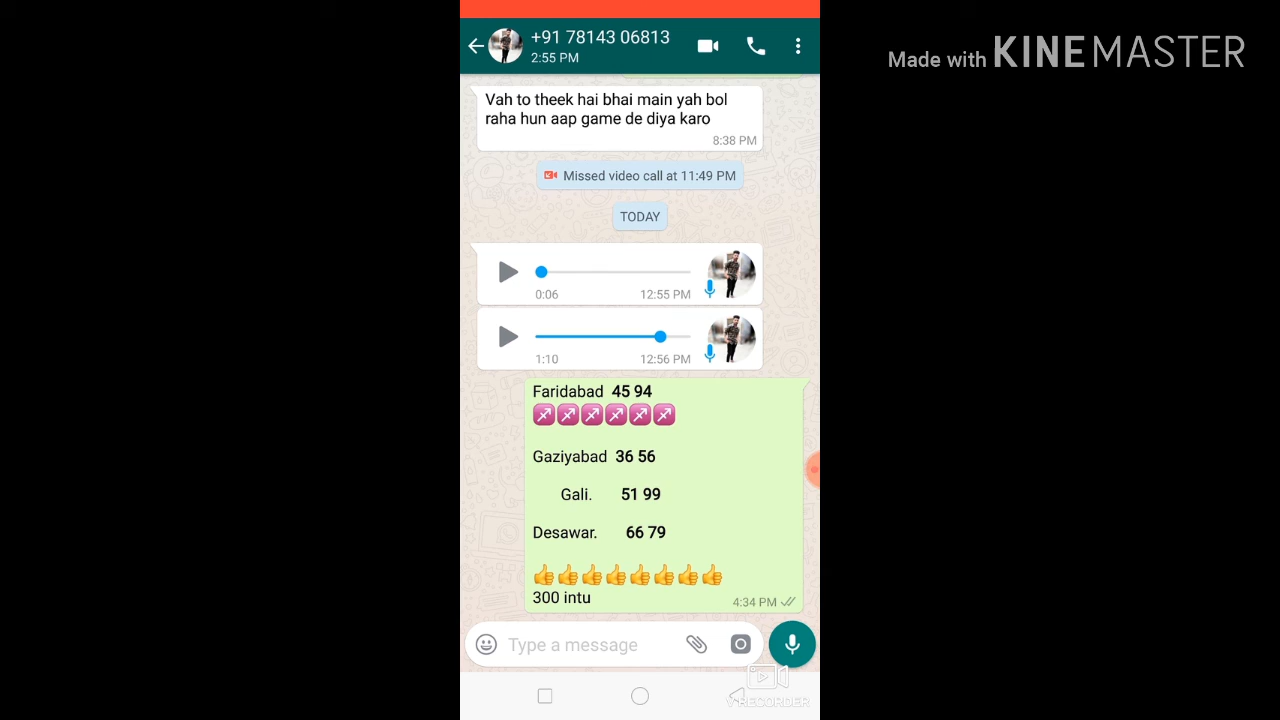 Made with KINEMASTER
+91 78143 06813
2:55 PM
Vah to theek hai bhai main yah bol
raha hun aap game de diya karo
8:38 PM
Missed video call at 11:49 PM
TODAY
0:06 12:55 PM
1:10 12:56 PM
Faridabad 45 94
♐♐♐♐♐♐
Gaziyabad 36 56
Gali. 51 99
Desawar. 66 79
👍👍👍👍👍👍👍👍
300 intu
4:34 PM
Type a message
V RECORDER